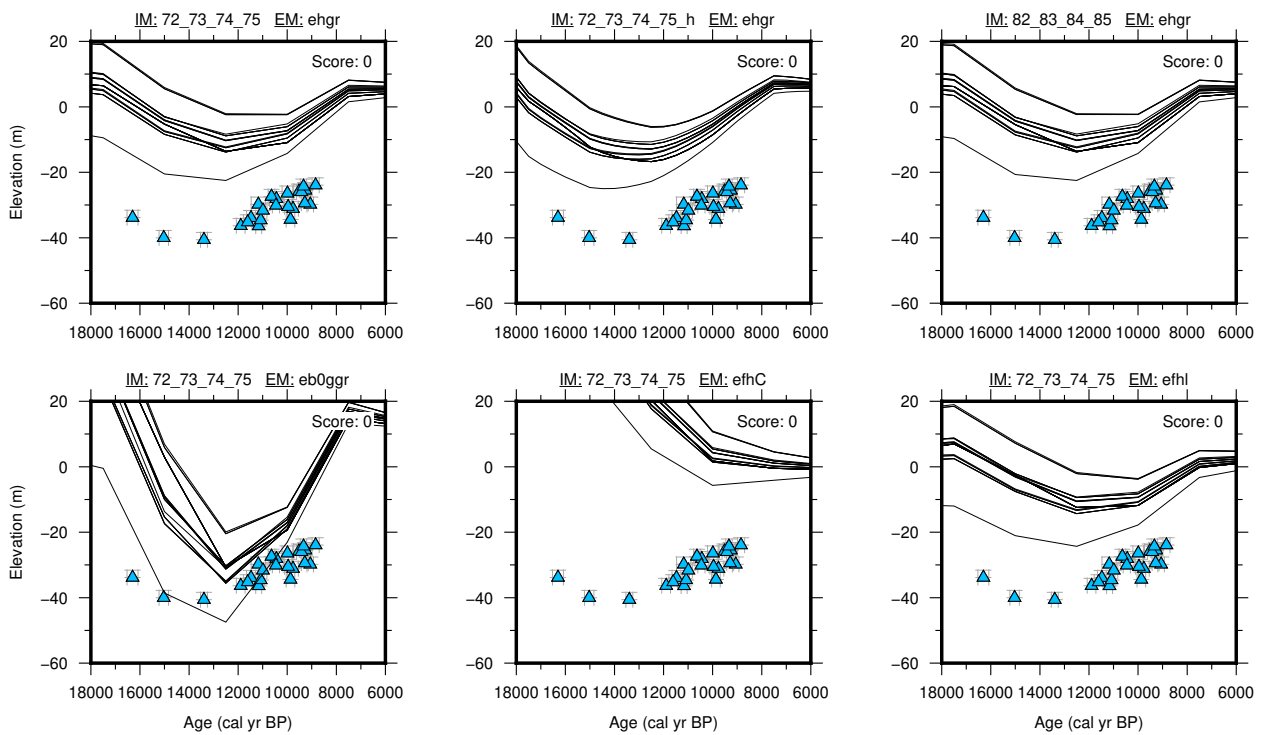 IM: 72_73_74_75 EM: ehgr
IM: 72_73_74_75_h EM: ehgr
IM: 82_83_84_85 EM: ehgr
20
0
−20
−40
−60
Elevation (m)
Score: 0
18000 16000 14000 12000 10000 8000 6000
20
0
−20
−40
−60
Score: 0
18000 16000 14000 12000 10000 8000 6000
20
0
−20
−40
−60
Score: 0
18000 16000 14000 12000 10000 8000 6000
IM: 72_73_74_75 EM: eb0ggr
IM: 72_73_74_75 EM: efhC
IM: 72_73_74_75 EM: efhl
20
0
−20
−40
−60
Elevation (m)
Score: 0
18000 16000 14000 12000 10000 8000 6000
Age (cal yr BP)
20
0
−20
−40
−60
Score: 0
18000 16000 14000 12000 10000 8000 6000
Age (cal yr BP)
20
0
−20
−40
−60
Score: 0
18000 16000 14000 12000 10000 8000 6000
Age (cal yr BP)